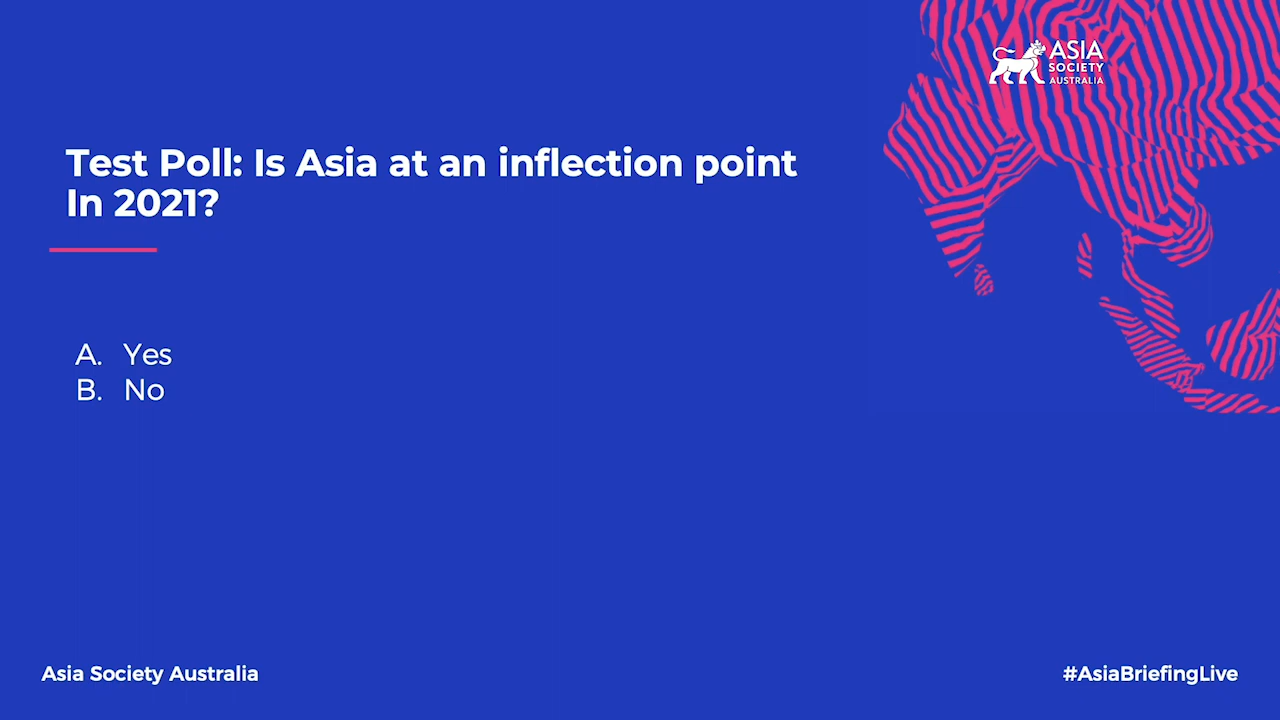 ASIA
SOCIETY
AUSTRALIA
Test Poll: Is Asia at an inflection point
In 2021?
A. Yes
B. No
Asia Society Australia
#AsiaBriefingLive